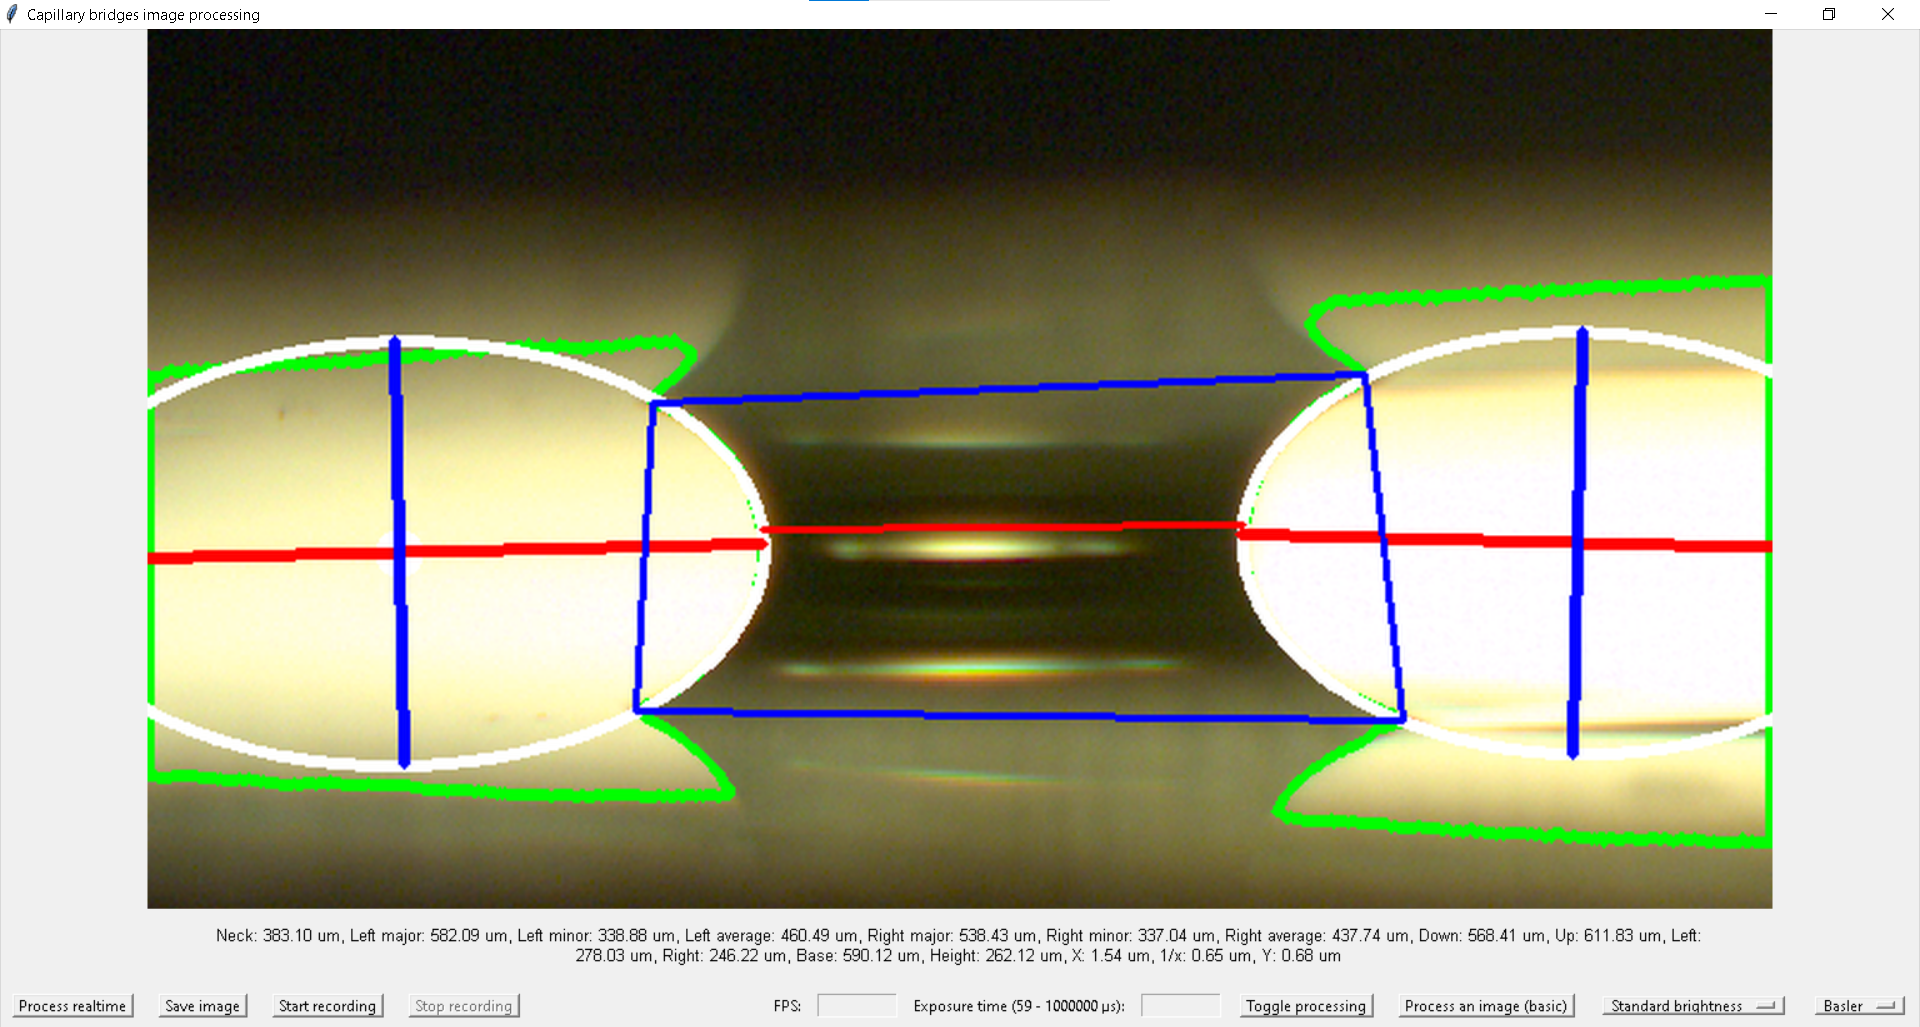 Capillary bridges image processing
Neck: 383.10 um, Left major: 582.09 um, Left minor: 338.88 um, Left average: 460.49 um, Right major: 538.43 um, Right minor: 337.04 um, Right average: 437.74 um, Down: 568.41 um, Up: 611.83 um, Left:
278.03 um, Right: 246.22 um, Base: 590.12 um, Height: 262.12 um, X: 1.54 um, 1/x: 0.65 um, Y: 0.68 um
Process realtime Save image Start recording Stop recording FPS: Exposure time (59 - 1000000 µs): Toggle processing Process an image (basic) Standard brightness Basler